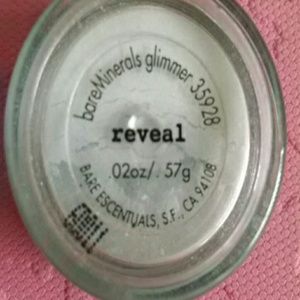 bareMinerals glimmer 35928
reveal
.02oz/.57g
BARE ESCENTUALS, S.F., CA 94108